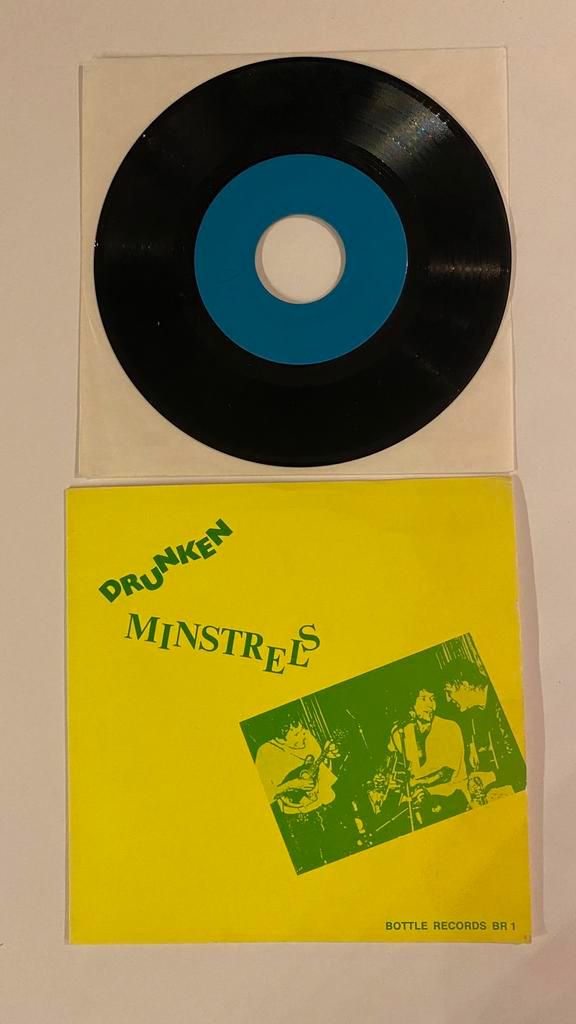 DRUNKEN
MINSTRELS
BOTTLE RECORDS BR 1